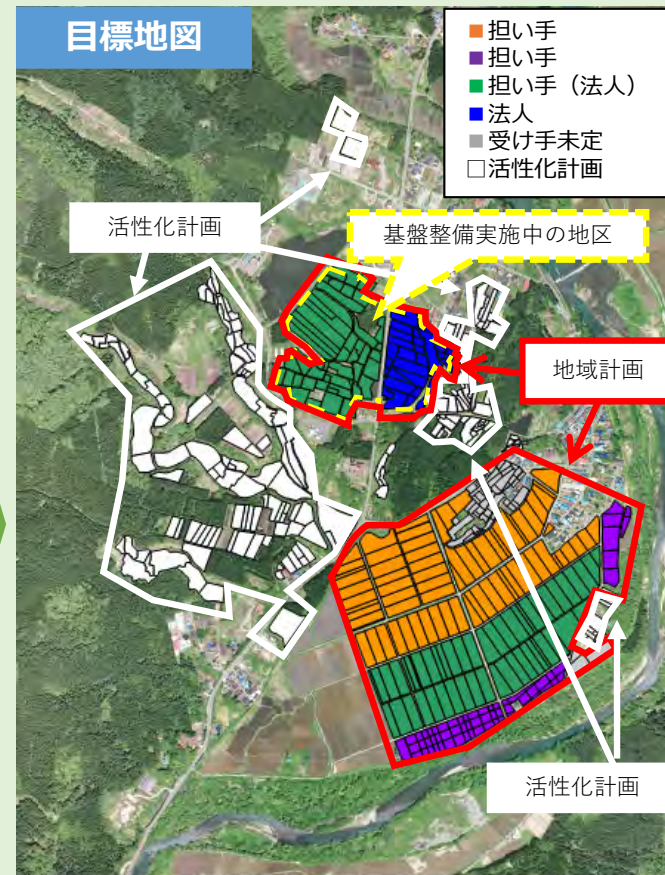 目標地図
■担い手
■担い手
■担い手（法人）
■法人
■受け手未定
□活性化計画
活性化計画
基盤整備実施中の地区
地域計画
活性化計画